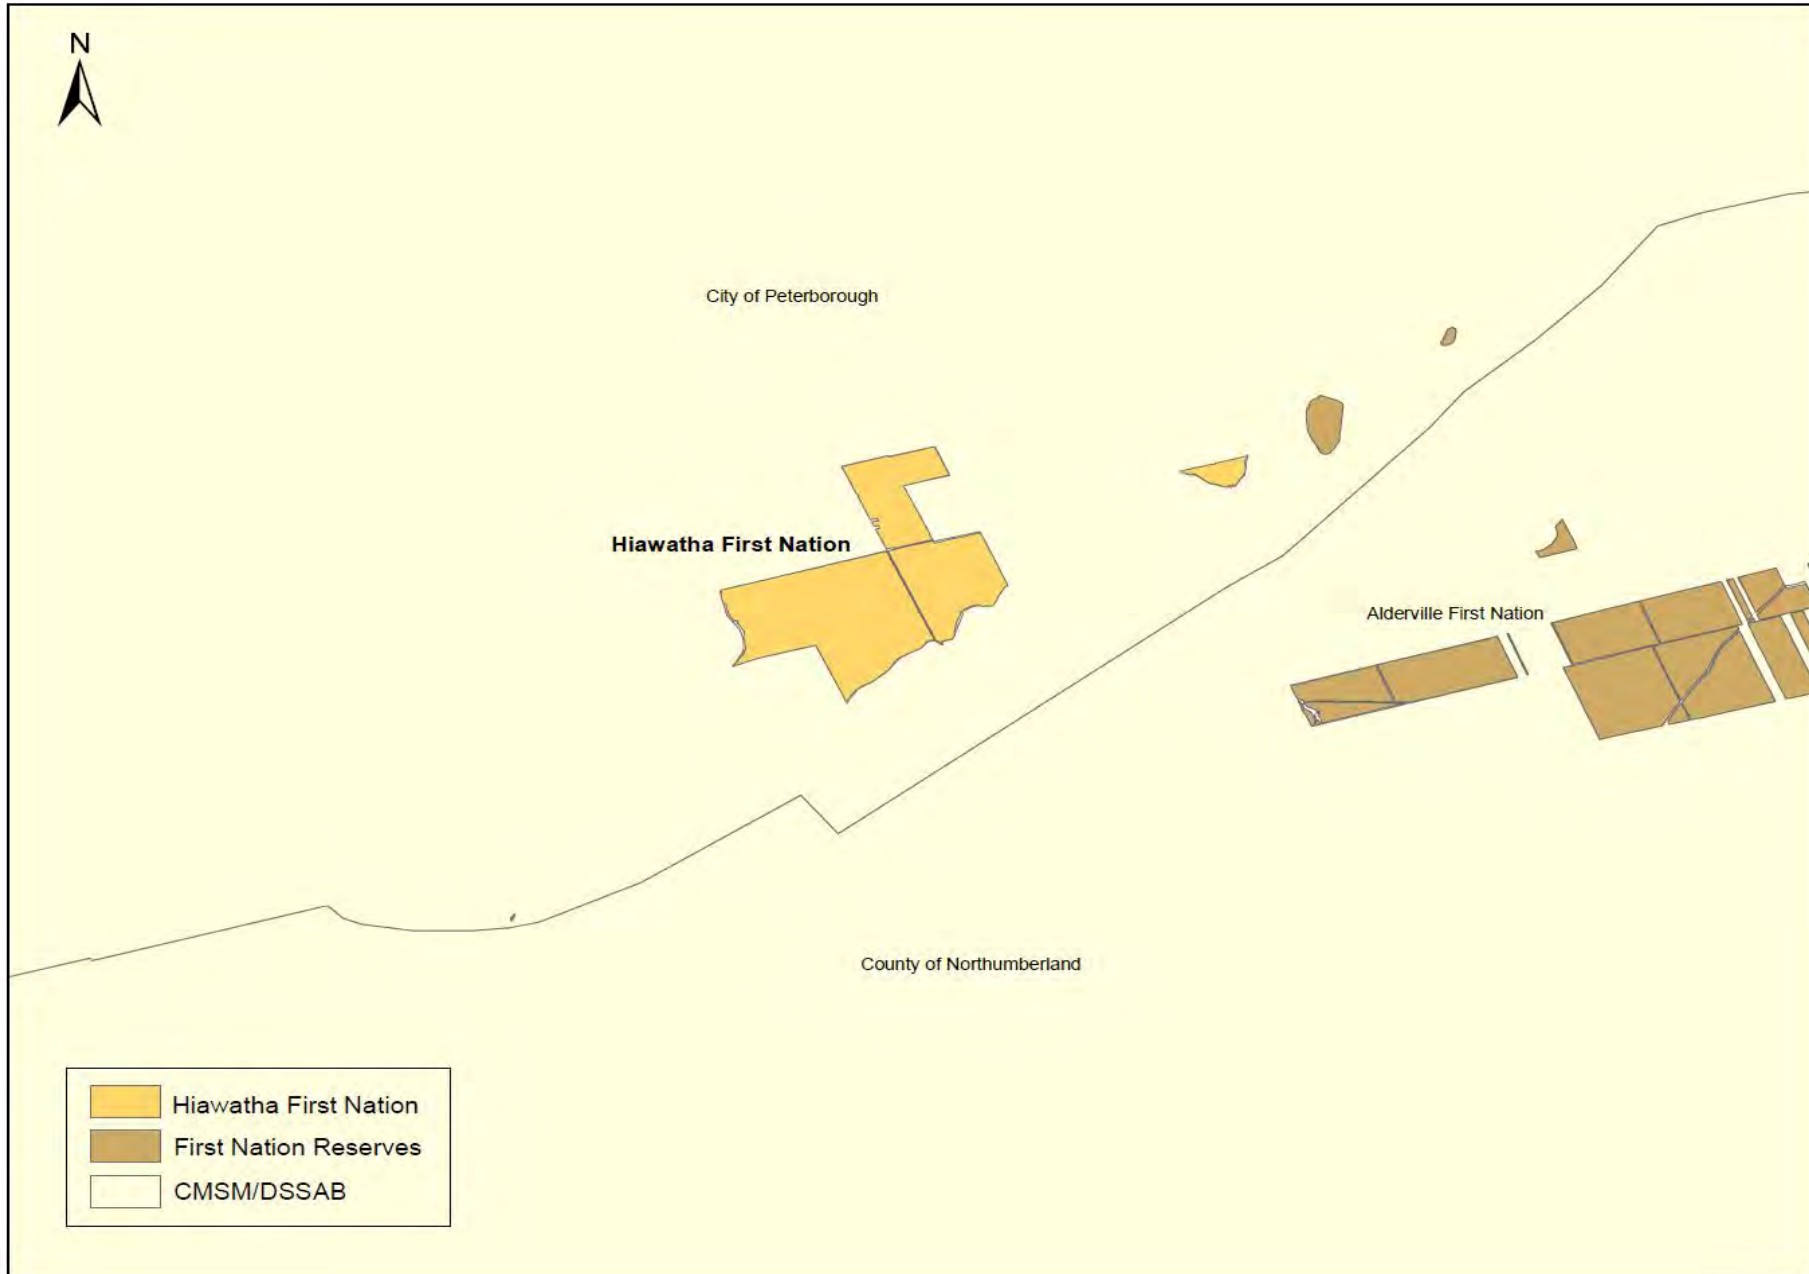 N
City of Peterborough
Hiawatha First Nation
Alderville First Nation
County of Northumberland
Hiawatha First Nation
First Nation Reserves
CMSM/DSSAB